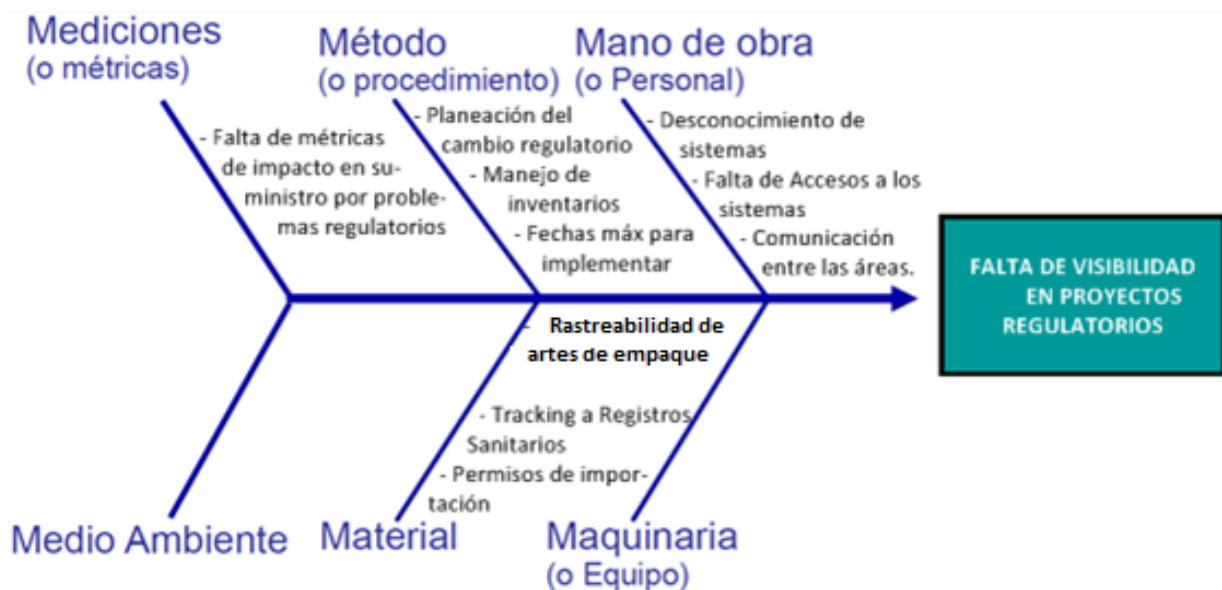 Mediciones
(o métricas)
Método
(o procedimiento)
Mano de obra
(o Personal)
- Falta de métricas
de impacto en su-
ministro por proble-
mas regulatorios
- Planeación del
cambio regulatorio
- Manejo de
inventarios
- Fechas máx para
implementar
- Desconocimiento de
sistemas
- Falta de Accesos a los
sistemas
- Comunicación
entre las áreas.
FALTA DE VISIBILIDAD
EN PROYECTOS
REGULATORIOS
- Rastreabilidad de
artes de empaque
- Tracking a Registros
Sanitarios
- Permisos de impor-
tación
Medio Ambiente
Material
Maquinaria
(o Equipo)